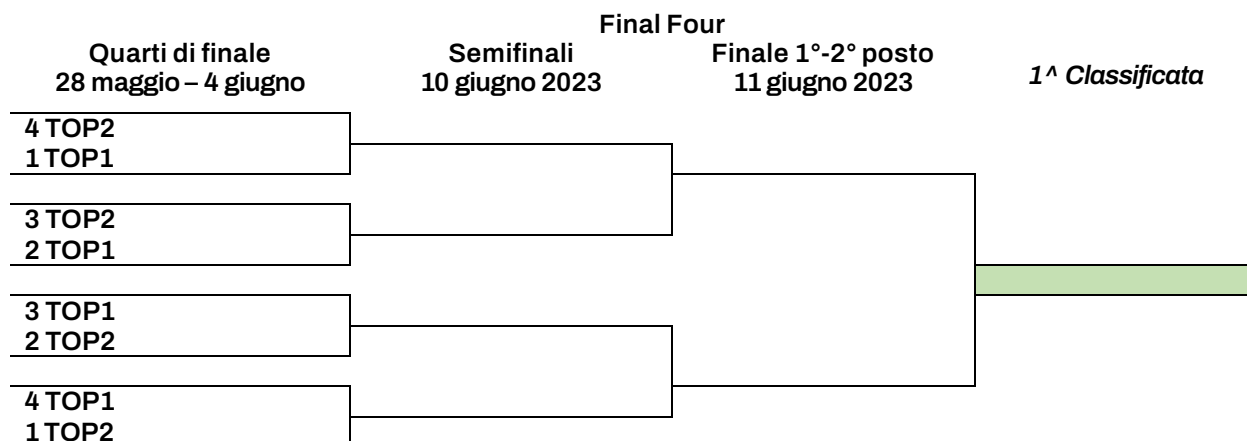 Final Four
Quarti di finale
28 maggio – 4 giugno
Semifinali
10 giugno 2023
Finale 1°-2° posto
11 giugno 2023
1^ Classificata
4 TOP2
1 TOP1
3 TOP2
2 TOP1
3 TOP1
2 TOP2
4 TOP1
1 TOP2